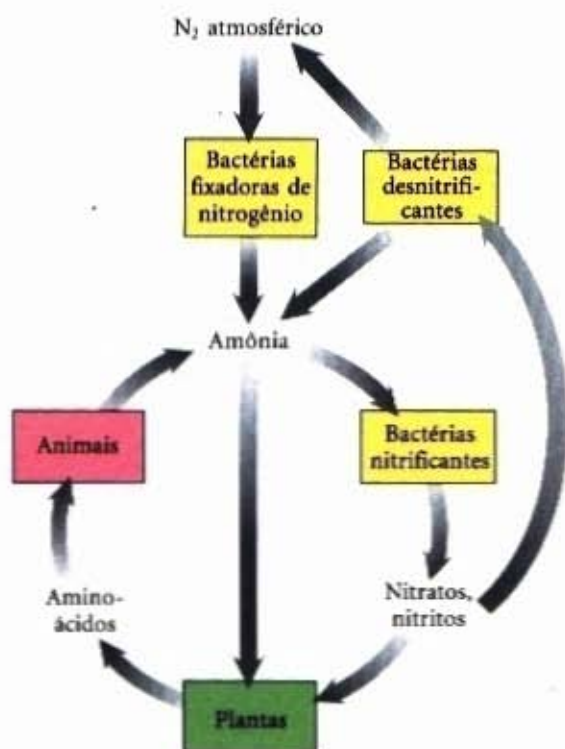 N₂ atmosférico
Bactérias
fixadoras de
nitrogênio
Bactérias
desnitrifi-
cantes
Amônia
Animais
Bactérias
nitrificantes
Amino-
ácidos
Nitratos,
nitritos
Plantas